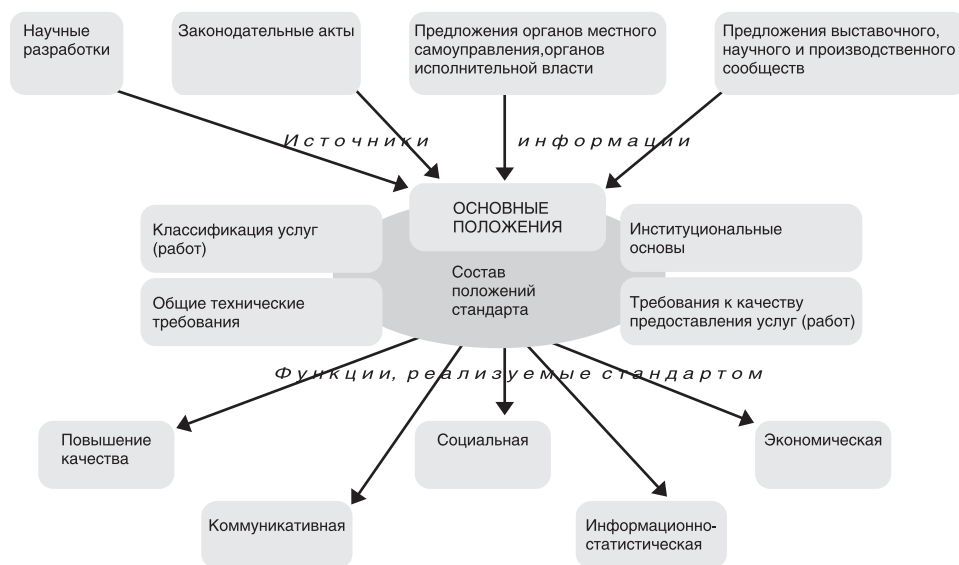 Научные
разработки
Законодательные акты
Предложения органов местного
самоуправления,органов
исполнительной власти
Предложения выставочного,
научного и производственного
сообществ
Источники информации
ОСНОВНЫЕ
ПОЛОЖЕНИЯ
Классификация услуг
(работ)
Институциональные
основы
Состав
положений
стандарта
Общие технические
требования
Требования к качеству
предоставления услуг (работ)
Функции, реализуемые стандартом
Повышение
качества
Социальная
Экономическая
Коммуникативная
Информационно-
статистическая